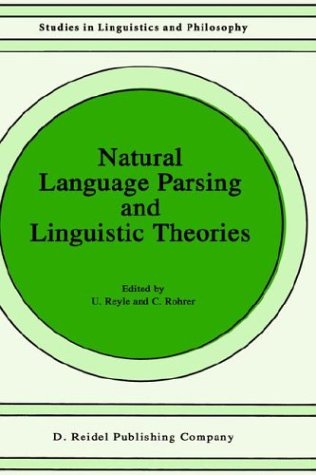 Studies in Linguistics and Philosophy
Natural
Language Parsing
and
Linguistic Theories
Edited by
U. Reyle and C. Rohrer
D. Reidel Publishing Company